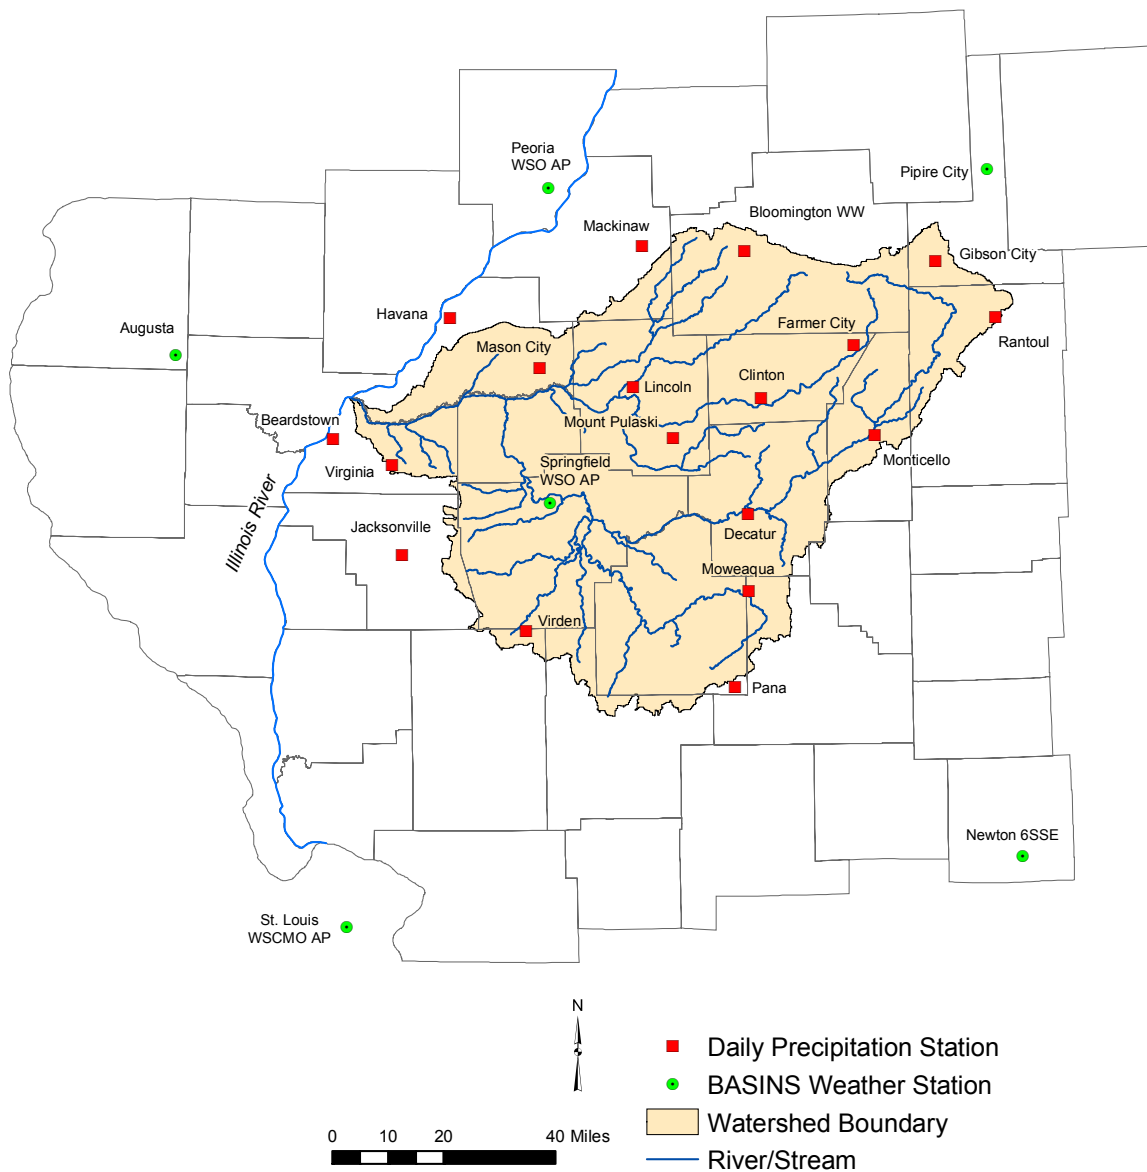 Peoria
WSO AP
Pipire City
Bloomington WW
Mackinaw
Gibson City
Havana
Augusta
Farmer City
Rantoul
Mason City
Lincoln
Clinton
Beardstown
Mount Pulaski
Monticello
Virginia
Springfield
WSO AP
Illinois River
Jacksonville
Decatur
Moweaqua
Virden
Pana
Newton 6SSE
St. Louis
WSCMO AP
N
Daily Precipitation Station
BASINS Weather Station
Watershed Boundary
River/Stream
0 10 20 40 Miles